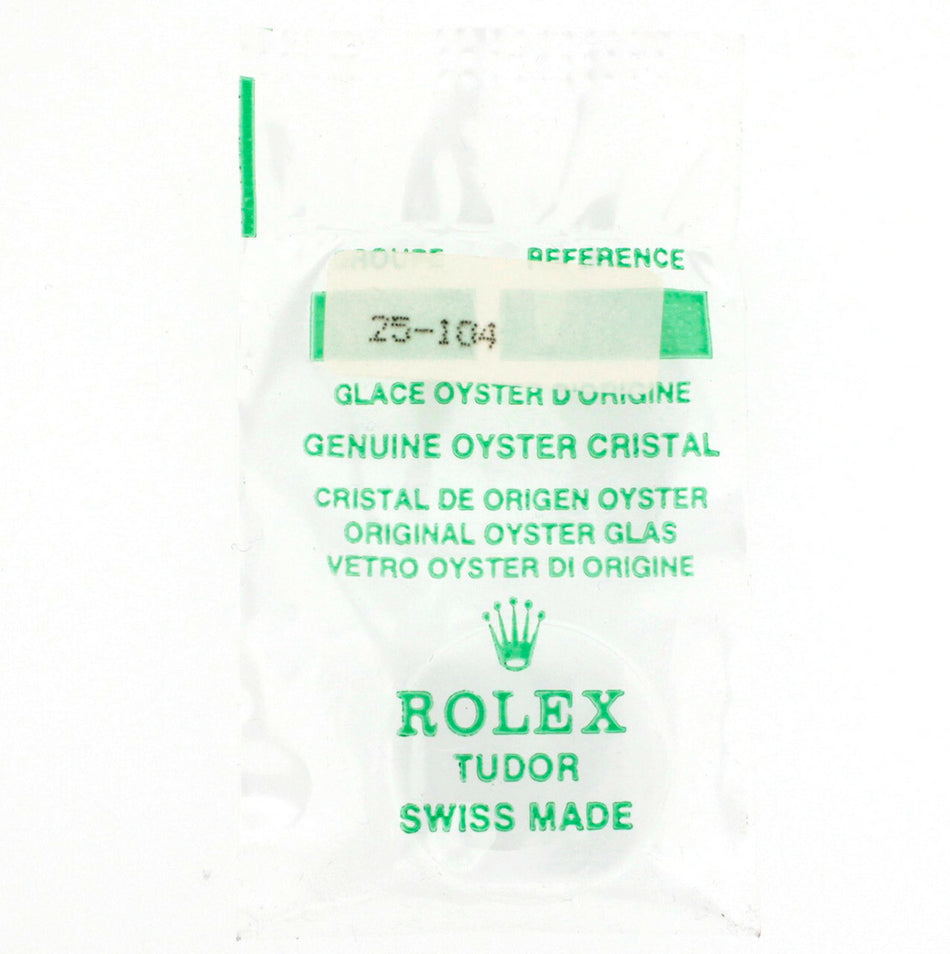 GROUPE REFERENCE
25-104
GLACE OYSTER D'ORIGINE
GENUINE OYSTER CRISTAL
CRISTAL DE ORIGEN OYSTER
ORIGINAL OYSTER GLAS
VETRO OYSTER DI ORIGINE
ROLEX
TUDOR
SWISS MADE